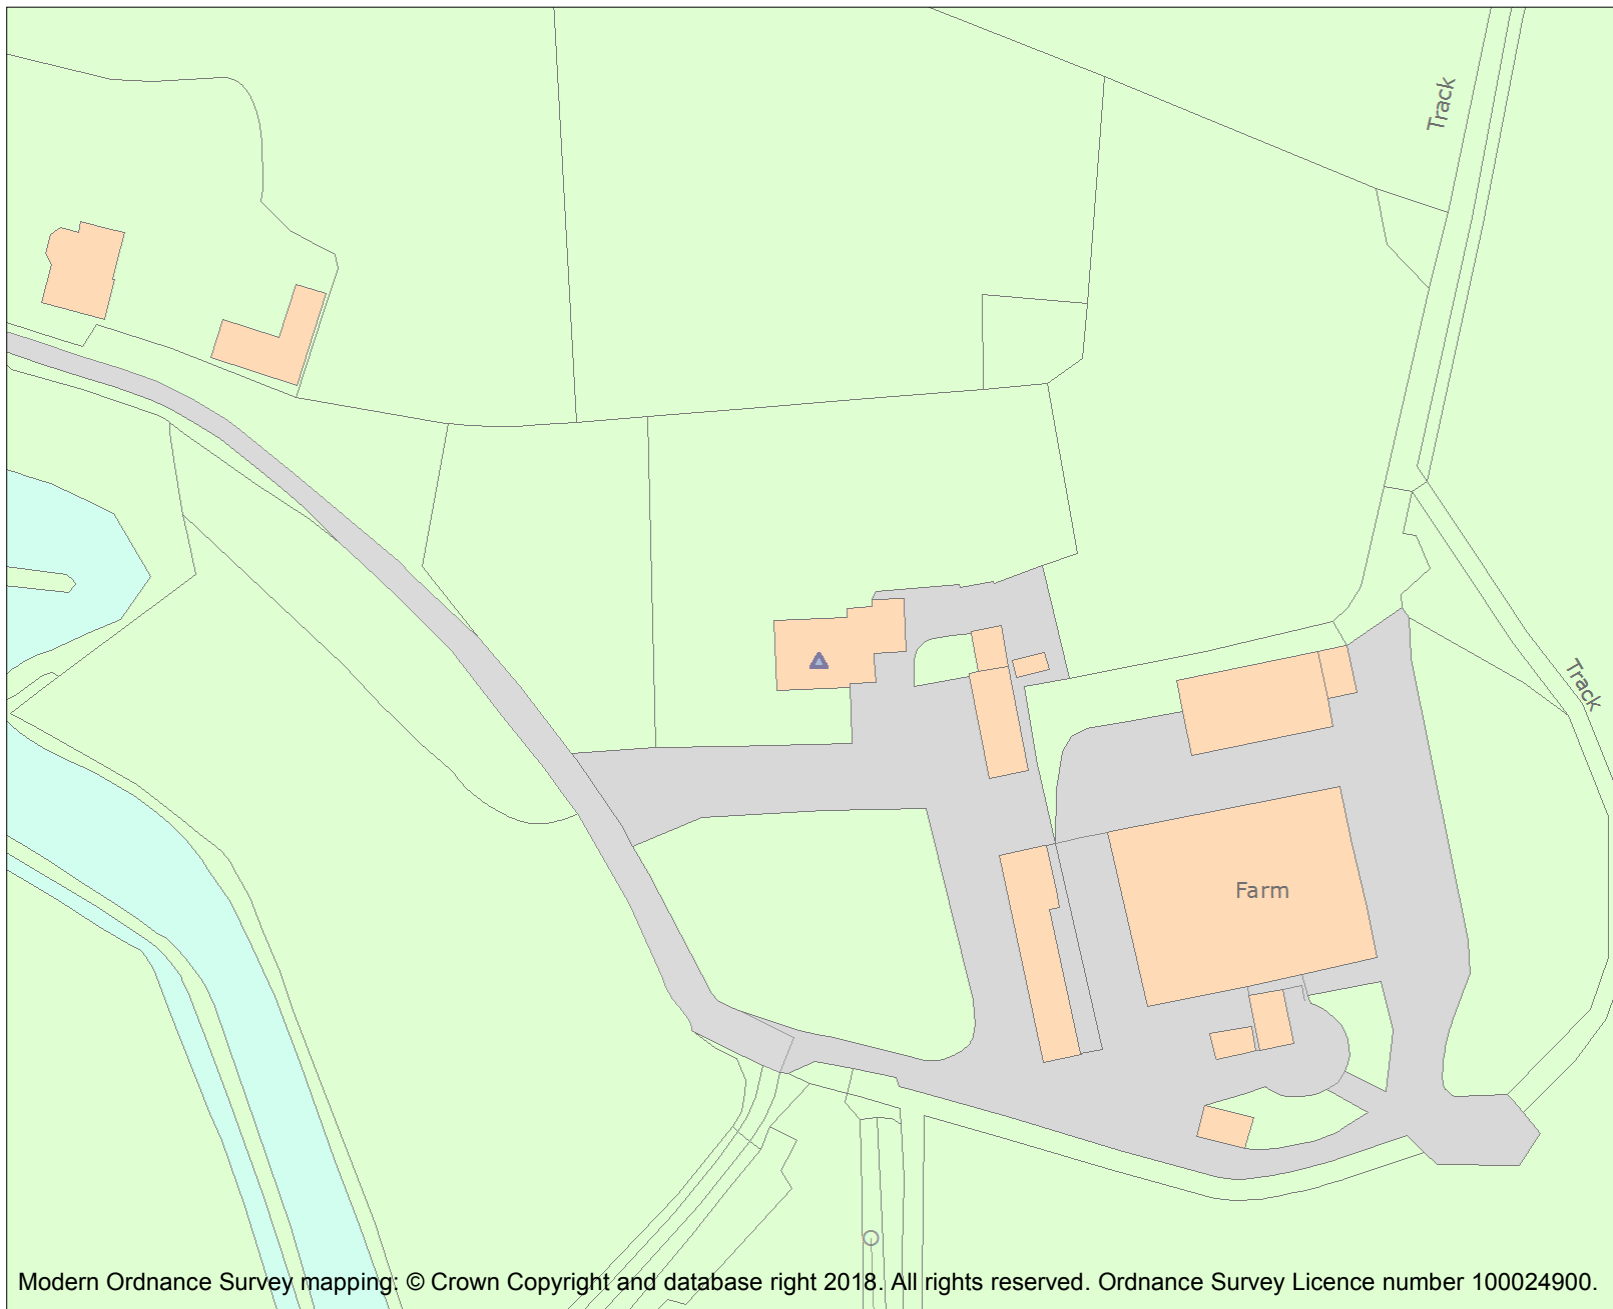 Track
Track
Farm
Modern Ordnance Survey mapping: © Crown Copyright and database right 2018. All rights reserved. Ordnance Survey Licence number 100024900.